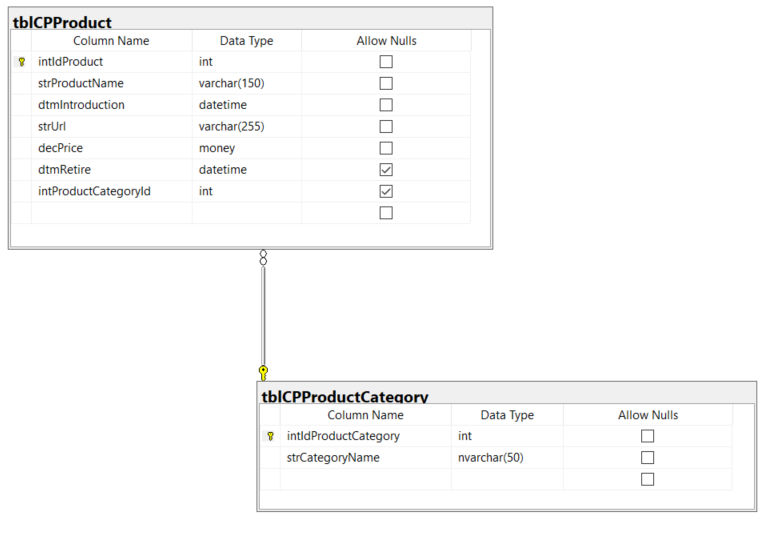 tblCPProduct
Column Name Data Type Allow Nulls
intIdProduct int
strProductName varchar(150)
dtmIntroduction datetime
strUrl varchar(255)
decPrice money
dtmRetire datetime
intProductCategoryId int
tblCPProductCategory
Column Name Data Type Allow Nulls
intIdProductCategory int
strCategoryName nvarchar(50)